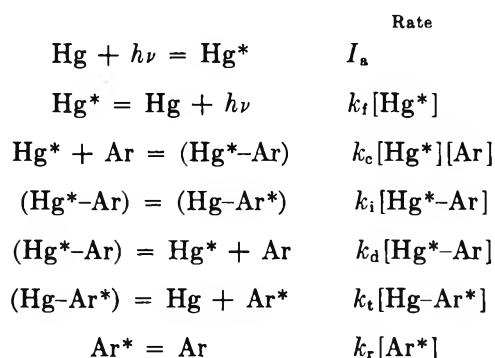 Rate
Hg + hν = Hg* I_a
Hg* = Hg + hν k_f[Hg*]
Hg* + Ar = (Hg*–Ar) k_c[Hg*][Ar]
(Hg*–Ar) = (Hg–Ar*) k_i[Hg*–Ar]
(Hg*–Ar) = Hg* + Ar k_d[Hg*–Ar]
(Hg–Ar*) = Hg + Ar* k_t[Hg–Ar*]
Ar* = Ar k_r[Ar*]